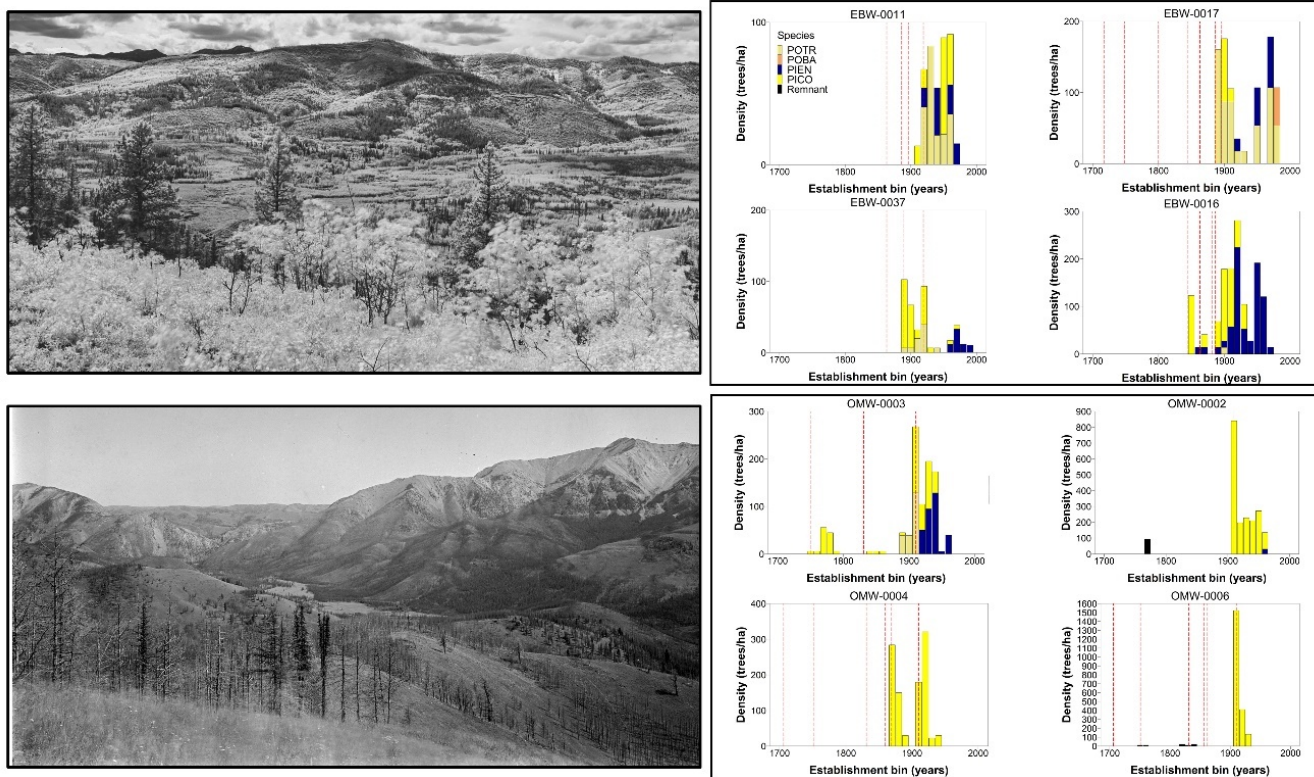 EBW-0011
Density (trees/ha)
100
50
0
Species
POTR
POBA
PIEN
PICO
Remnant
1700 1800 1900 2000
Establishment bin (years)
EBW-0017
Density (trees/ha)
200
100
0
1700 1800 1900 2000
Establishment bin (years)
EBW-0037
Density (trees/ha)
200
100
0
1700 1800 1900 2000
Establishment bin (years)
EBW-0016
Density (trees/ha)
300
200
100
0
1700 1800 1900 2000
Establishment bin (years)
OMW-0003
Density (trees/ha)
300
200
100
0
1700 1800 1900 2000
Establishment bin (years)
OMW-0002
Density (trees/ha)
900
800
700
600
500
400
300
200
100
0
1700 1800 1900 2000
Establishment bin (years)
OMW-0004
Density (trees/ha)
400
300
200
100
0
1700 1800 1900 2000
Establishment bin (years)
OMW-0006
Density (trees/ha)
1600
1500
1400
1300
1200
1100
1000
900
800
700
600
500
400
300
200
100
0
1700 1800 1900 2000
Establishment bin (years)